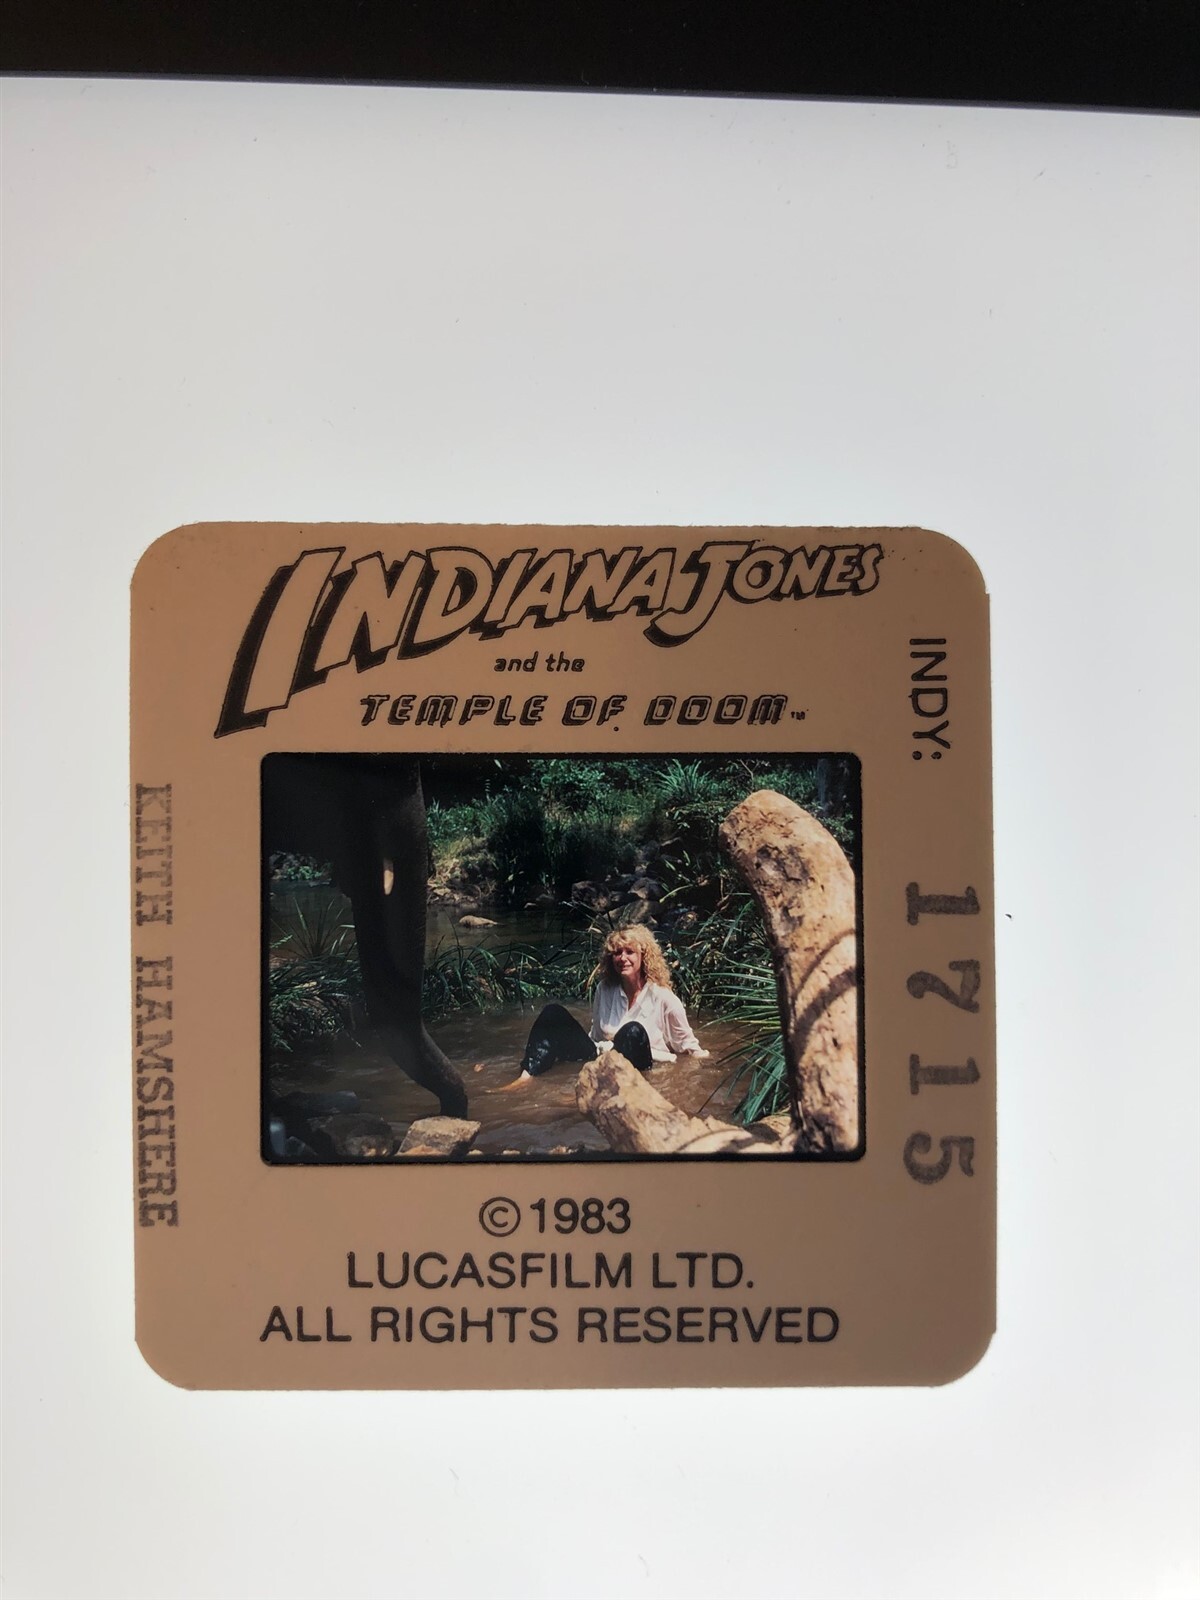 INDIANA JONES
and the
TEMPLE OF DOOM™
INDY: 1715
KEITH HAMSHERE
©1983
LUCASFILM LTD.
ALL RIGHTS RESERVED